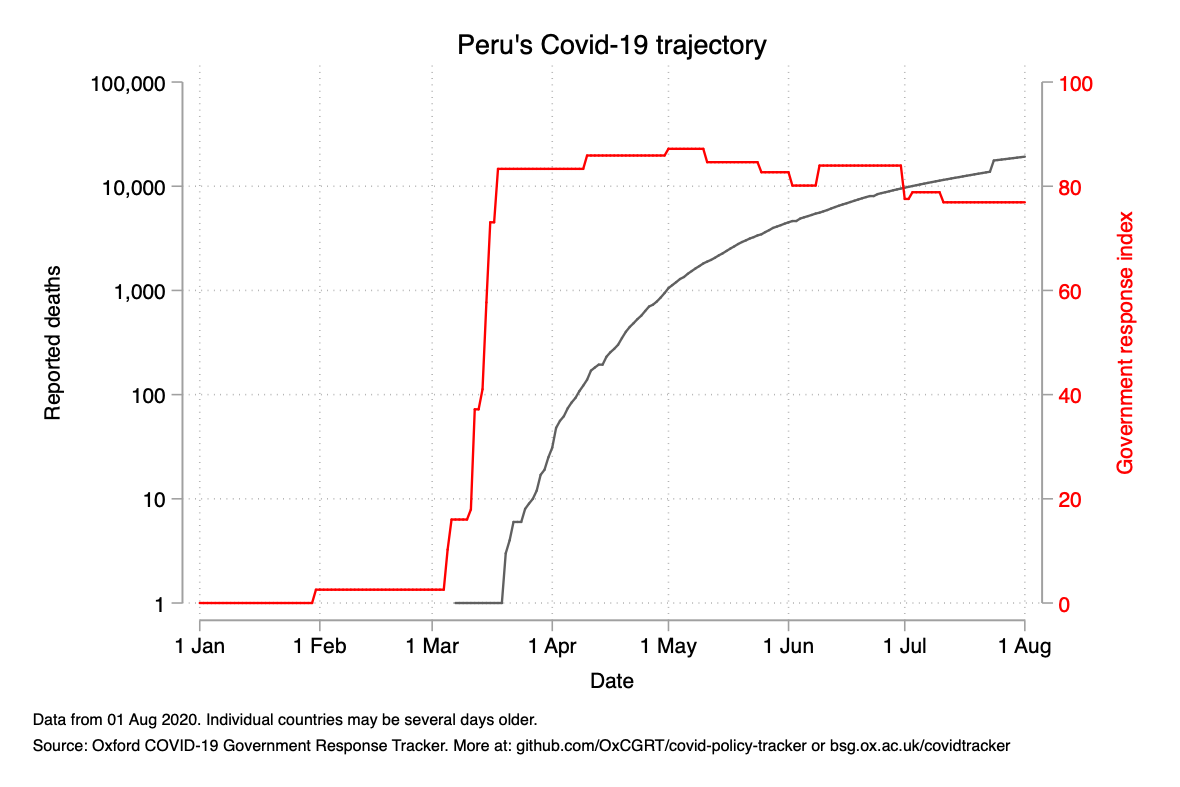 Peru's Covid-19 trajectory
100,000
10,000
1,000
100
10
1
Reported deaths
100
80
60
40
20
0
Government response index
1 Jan
1 Feb
1 Mar
1 Apr
1 May
1 Jun
1 Jul
1 Aug
Date
Data from 01 Aug 2020. Individual countries may be several days older.
Source: Oxford COVID-19 Government Response Tracker. More at: github.com/OxCGRT/covid-policy-tracker or bsg.ox.ac.uk/covidtracker